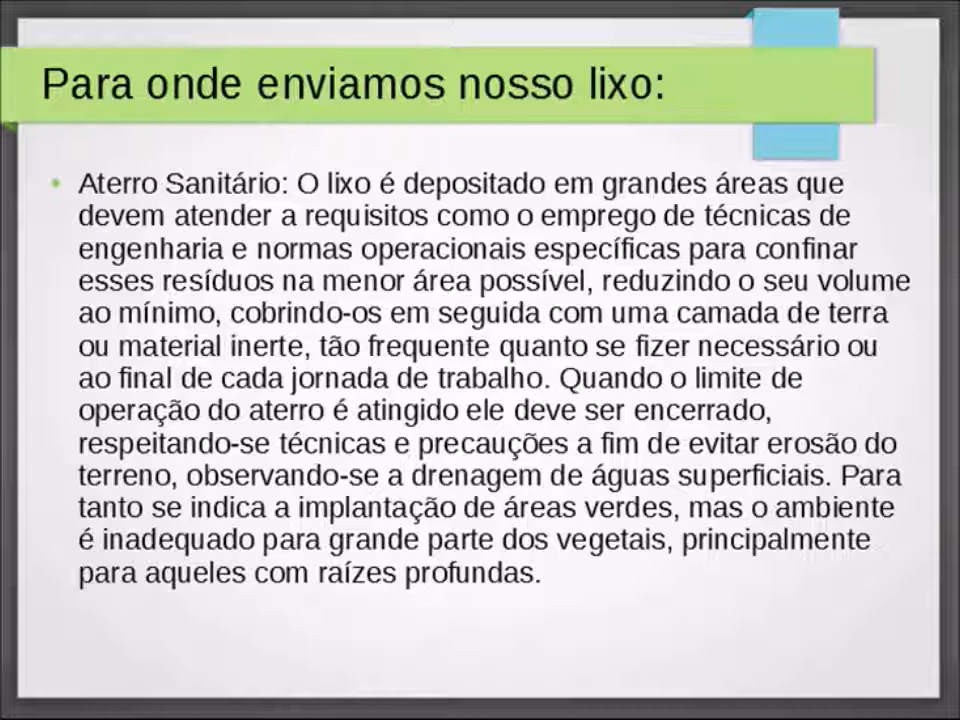 Para onde enviamos nosso lixo:
• Aterro Sanitário: O lixo é depositado em grandes áreas que
devem atender a requisitos como o emprego de técnicas de
engenharia e normas operacionais específicas para confinar
esses resíduos na menor área possível, reduzindo o seu volume
ao mínimo, cobrindo-os em seguida com uma camada de terra
ou material inerte, tão frequente quanto se fizer necessário ou
ao final de cada jornada de trabalho. Quando o limite de
operação do aterro é atingido ele deve ser encerrado,
respeitando-se técnicas e precauções a fim de evitar erosão do
terreno, observando-se a drenagem de águas superficiais. Para
tanto se indica a implantação de áreas verdes, mas o ambiente
é inadequado para grande parte dos vegetais, principalmente
para aqueles com raízes profundas.